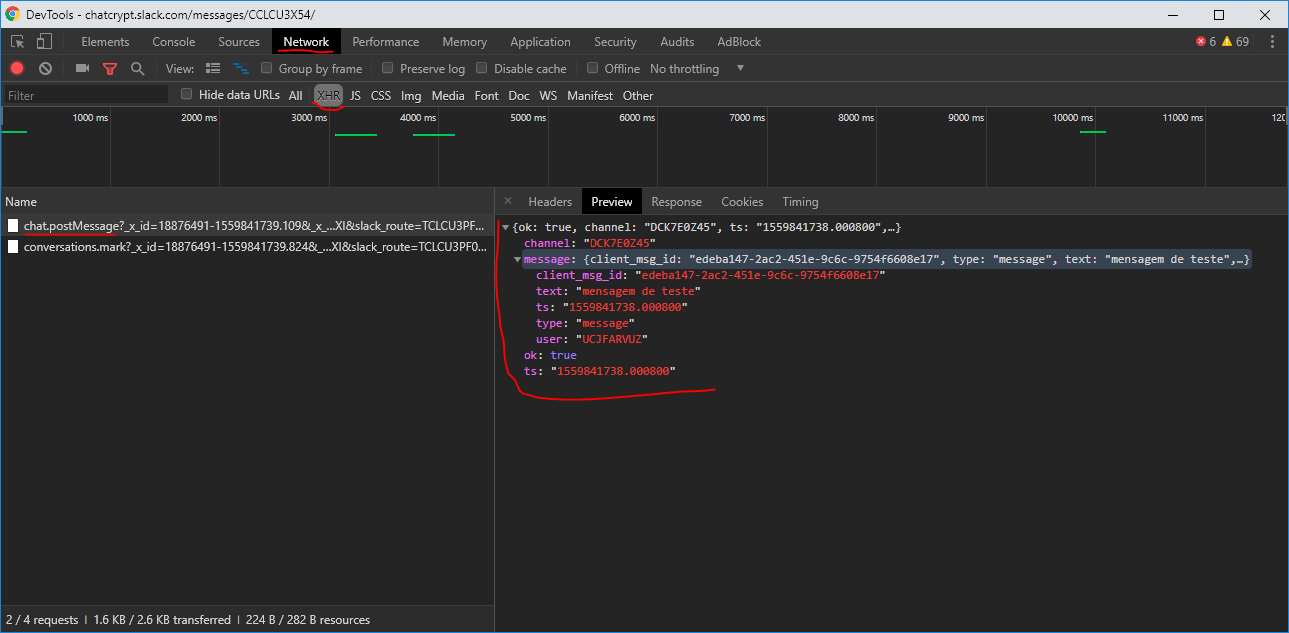 DevTools - chatcrypt.slack.com/messages/CCLCU3X54/
Elements Console Sources Network Performance Memory Application Security Audits AdBlock 6 69
View: Group by frame Preserve log Disable cache Offline No throttling
Filter Hide data URLs All XHR JS CSS Img Media Font Doc WS Manifest Other
1000 ms 2000 ms 3000 ms 4000 ms 5000 ms 6000 ms 7000 ms 8000 ms 9000 ms 10000 ms 11000 ms 120
Name
chat.postMessage?_x_id=18876491-1559841739.109&_x_...XI&slack_route=TCLCU3PF...
conversations.mark?_x_id=18876491-1559841739.824&_...XI&slack_route=TCLCU3PF0...
× Headers Preview Response Cookies Timing
{ok: true, channel: "DCK7E0Z45", ts: "1559841738.000800",…}
channel: "DCK7E0Z45"
message: {client_msg_id: "edeba147-2ac2-451e-9c6c-9754f6608e17", type: "message", text: "mensagem de teste",…}
client_msg_id: "edeba147-2ac2-451e-9c6c-9754f6608e17"
text: "mensagem de teste"
ts: "1559841738.000800"
type: "message"
user: "UCJFARVUZ"
ok: true
ts: "1559841738.000800"
2 / 4 requests | 1.6 KB / 2.6 KB transferred | 224 B / 282 B resources